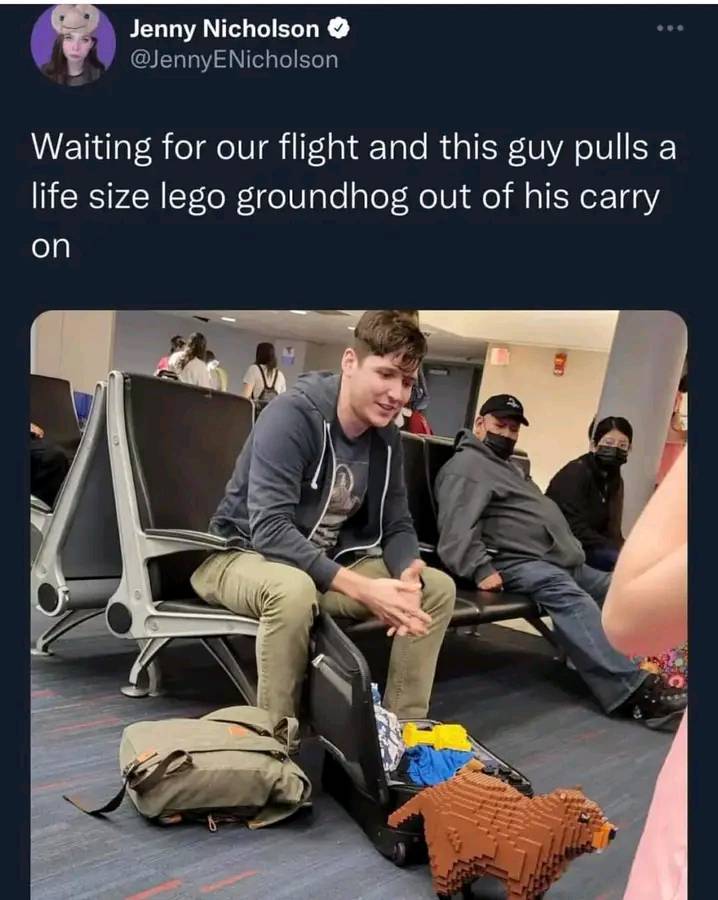 Jenny Nicholson
@JennyENicholson
Waiting for our flight and this guy pulls a
life size lego groundhog out of his carry
on